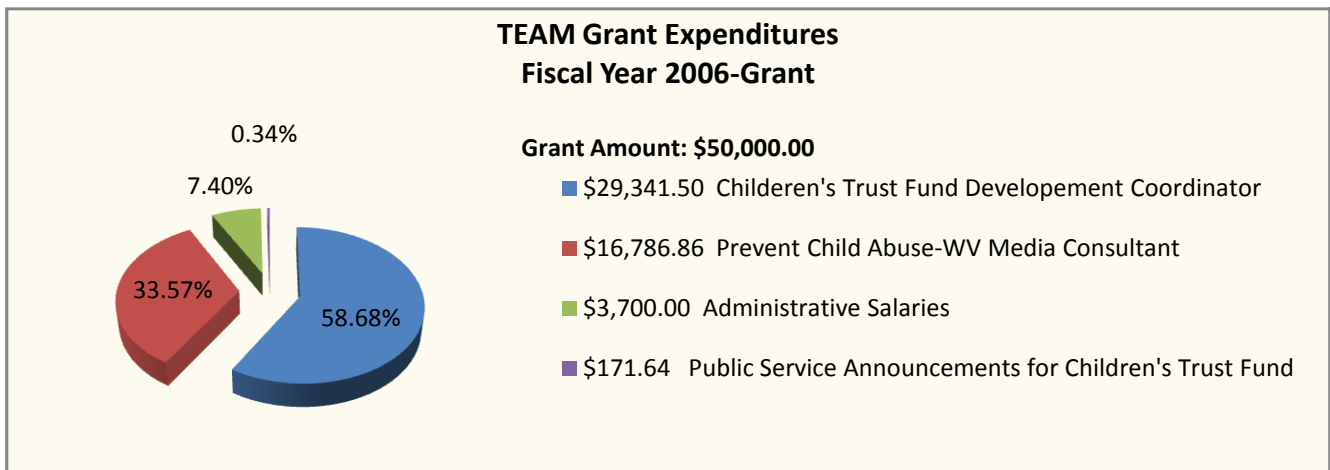 TEAM Grant Expenditures
Fiscal Year 2006-Grant
0.34%
7.40%
33.57%
58.68%
Grant Amount: $50,000.00
$29,341.50 Childeren's Trust Fund Developement Coordinator
$16,786.86 Prevent Child Abuse-WV Media Consultant
$3,700.00 Administrative Salaries
$171.64 Public Service Announcements for Children's Trust Fund